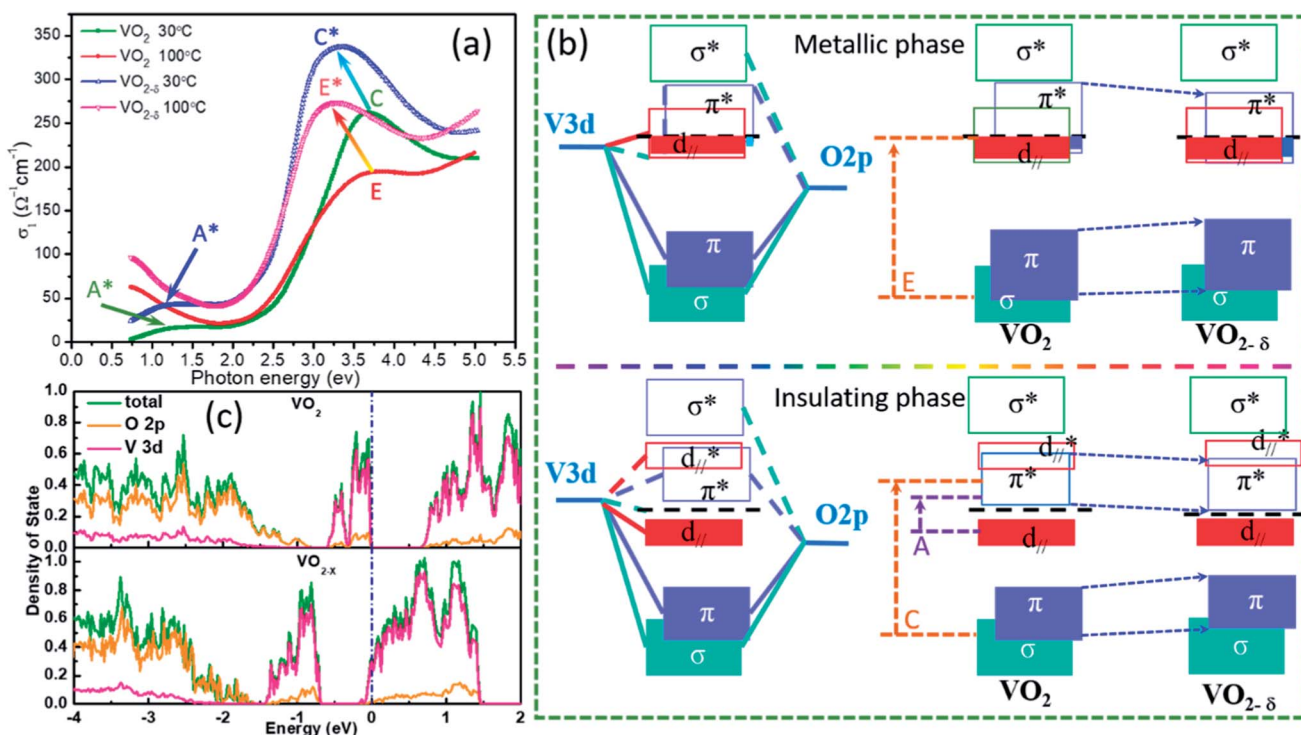 350
300
250
200
150
100
50
0
σ₁ (Ω⁻¹cm⁻¹)
VO₂ 30°C
VO₂ 100°C
VO₂₋δ 30°C
VO₂₋δ 100°C
(a)
C*
E*
C
E
A*
A*
0.0 0.5 1.0 1.5 2.0 2.5 3.0 3.5 4.0 4.5 5.0 5.5
Photon energy (ev)
(b)
Metallic phase
σ*
π*
d//
V3d
O2p
π
σ
σ*
π*
d//
E
π
σ
VO₂
σ*
π*
d//
π
σ
VO₂₋ δ
Insulating phase
σ*
d//*
π*
V3d
O2p
d//
π
σ
σ*
d//*
π*
A
d//
C
π
σ
VO₂
σ*
d//*
π*
d//
π
σ
VO₂₋ δ
(c)
total
O 2p
V 3d
VO₂
1.0
0.8
0.6
0.4
0.2
0.0
VO₂₋ₓ
0.8
0.6
0.4
0.2
0.0
Density of State
-4 -3 -2 -1 0 1 2
Energy (eV)